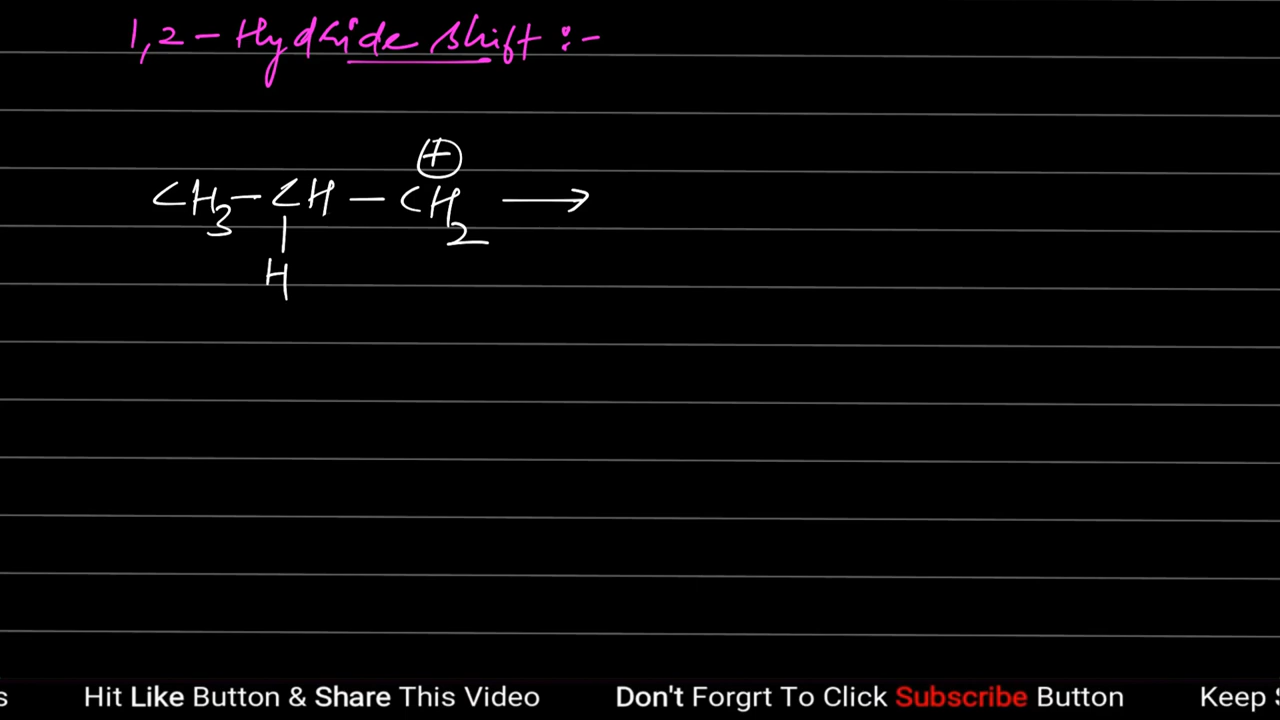 1,2 - Hydride shift :-
⊕
CH3 - CH - CH2 ⟶
|
H
s Hit Like Button & Share This Video Don't Forgrt To Click Subscribe Button Keep S